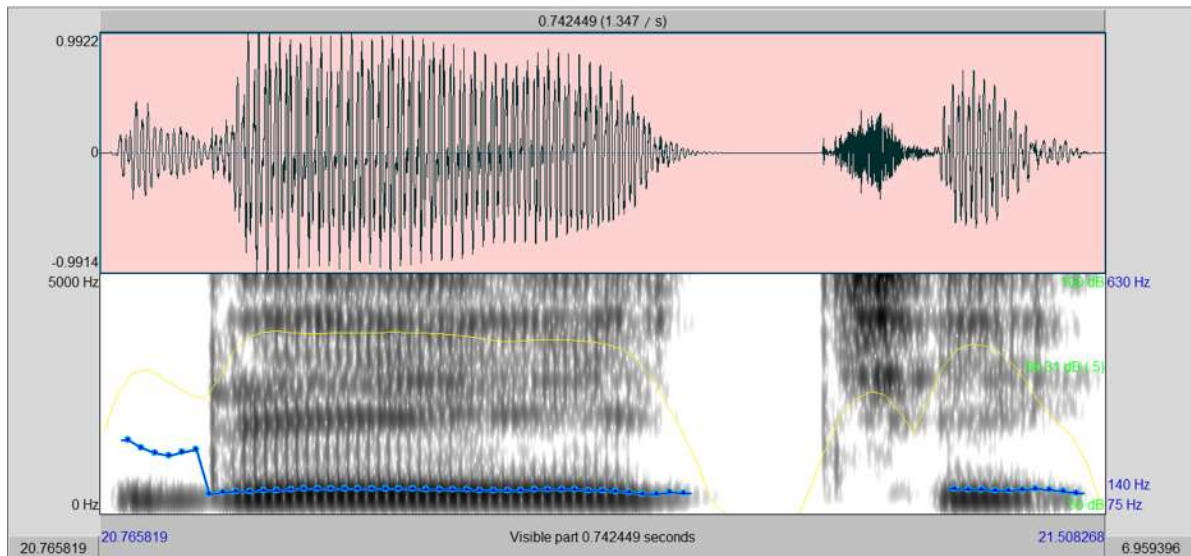 0.742449 (1.347 / s)
0.9922
0
-0.9914
5000 Hz
100 dB
630 Hz
0 Hz
140 Hz
75 Hz
20.765819
Visible part 0.742449 seconds
21.508268
20.765819
6.959396